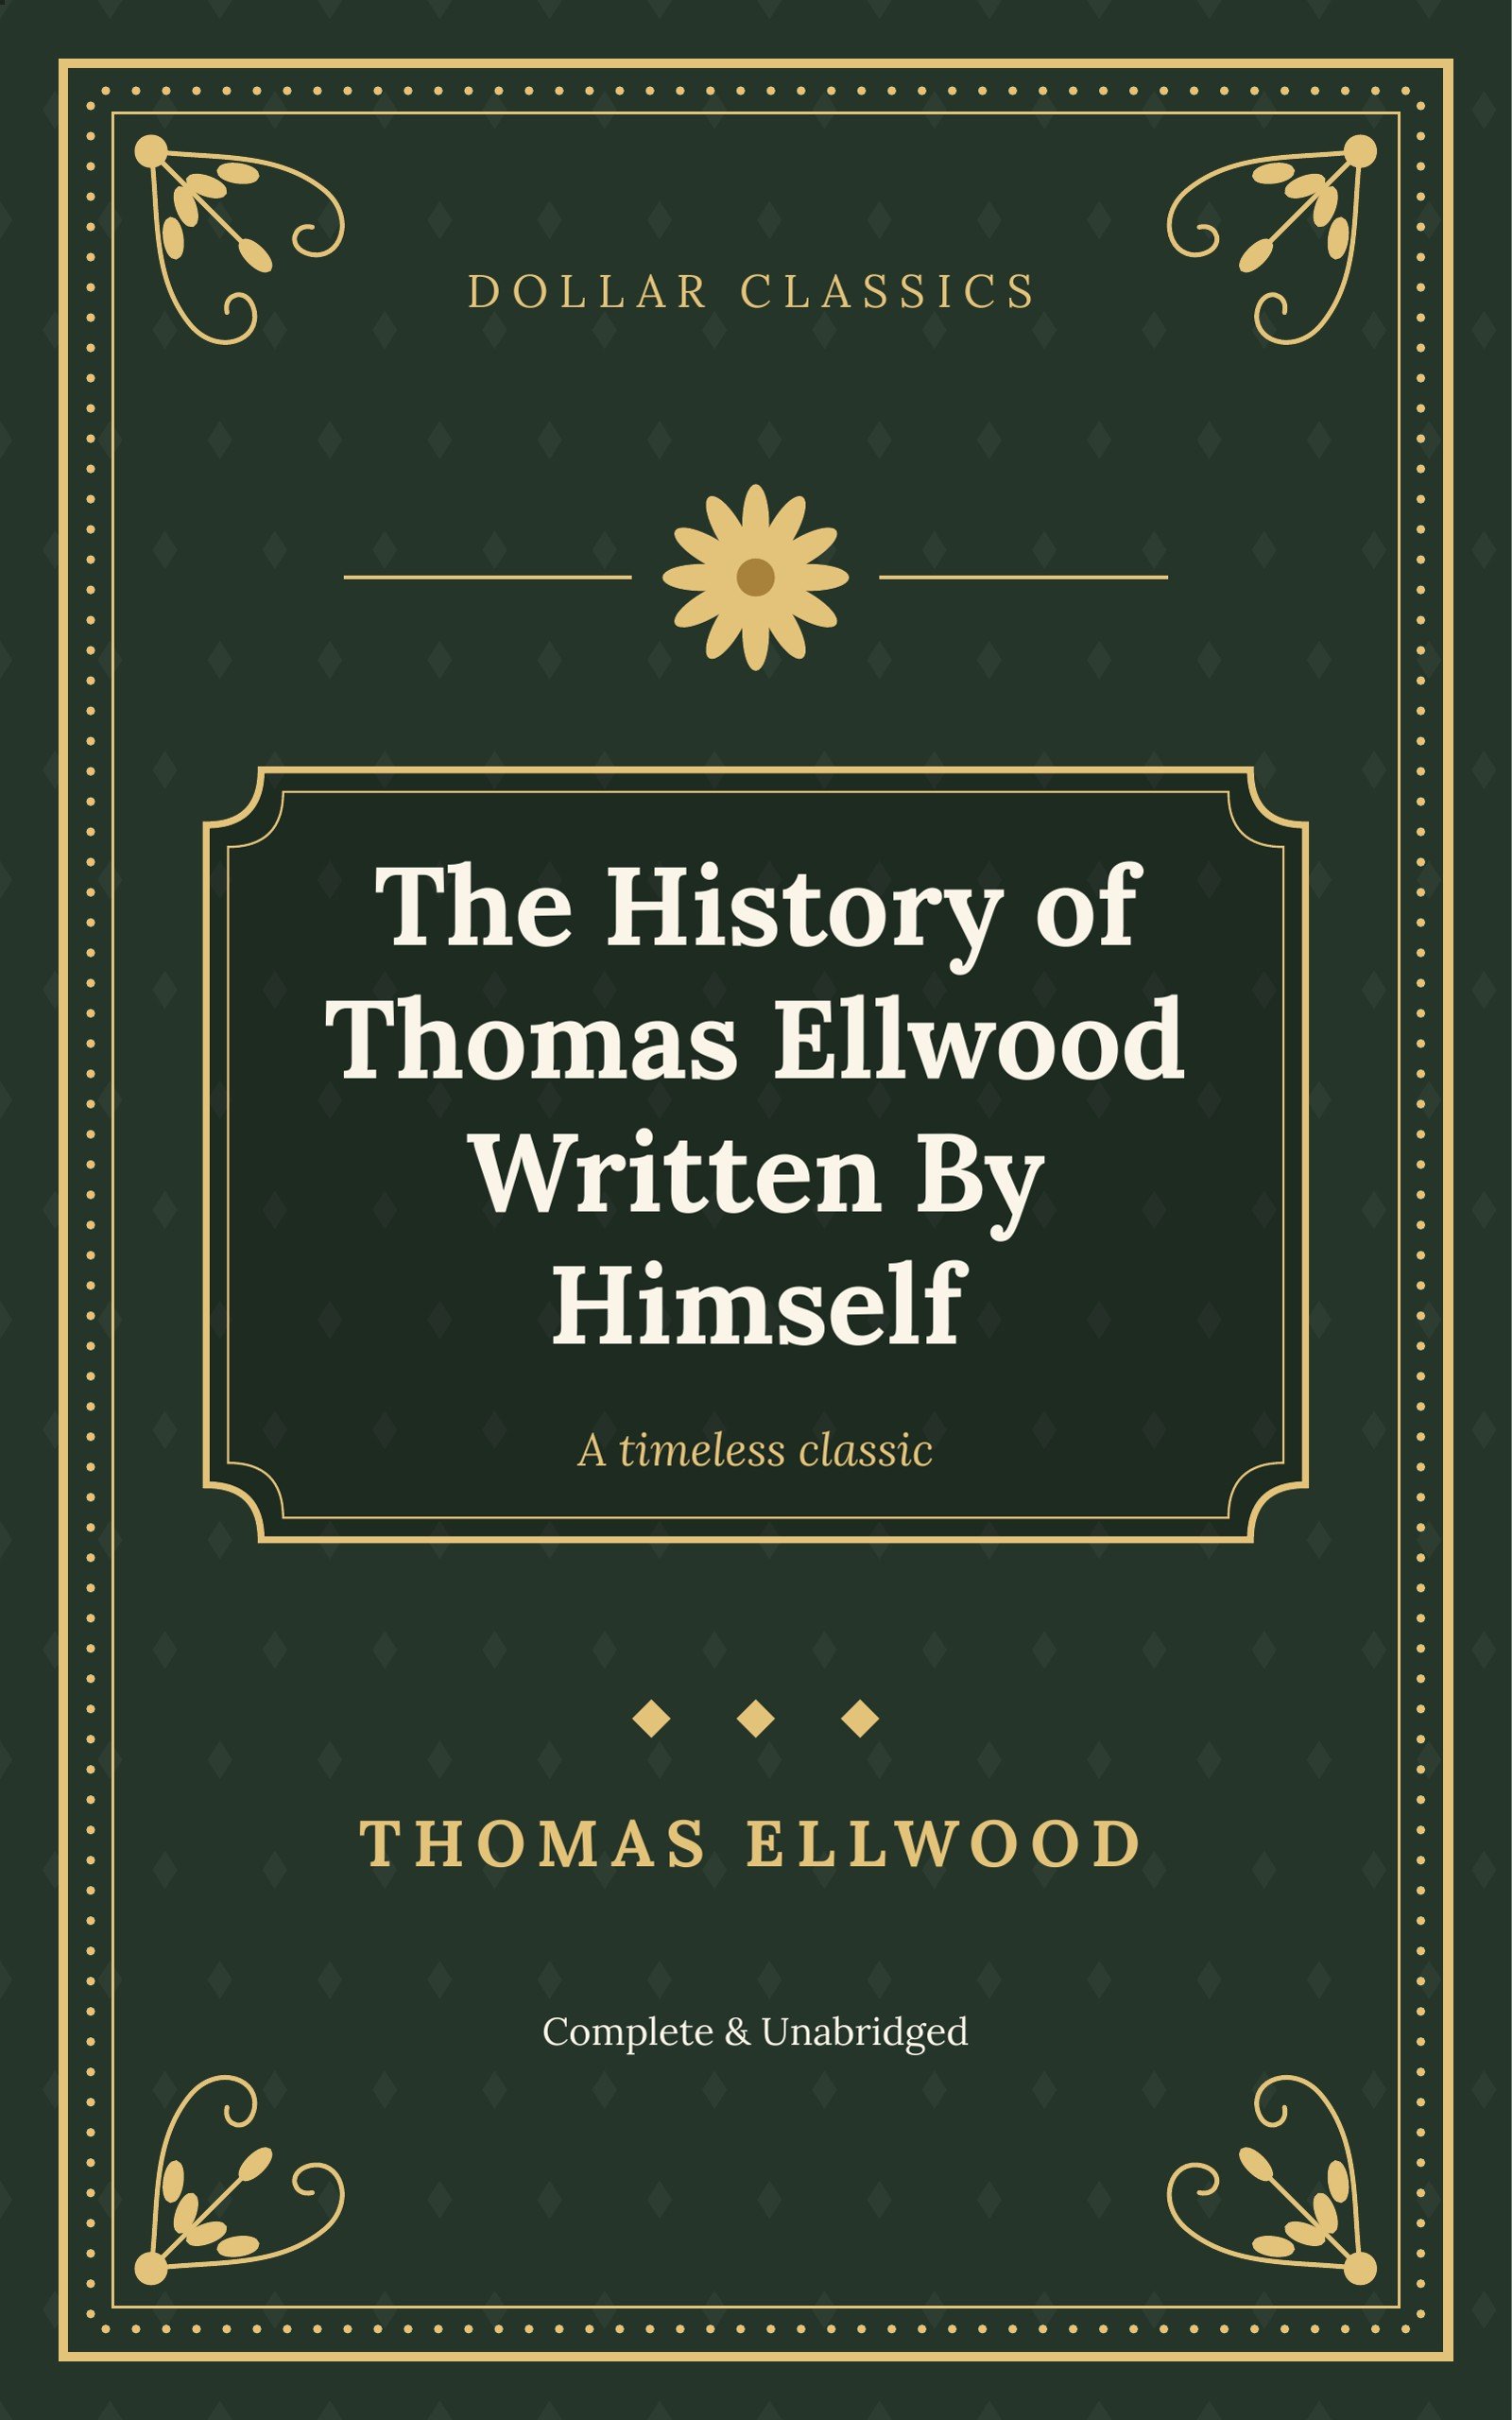 DOLLAR CLASSICS
The History of
Thomas Ellwood
Written By
Himself
A timeless classic
THOMAS ELLWOOD
Complete & Unabridged